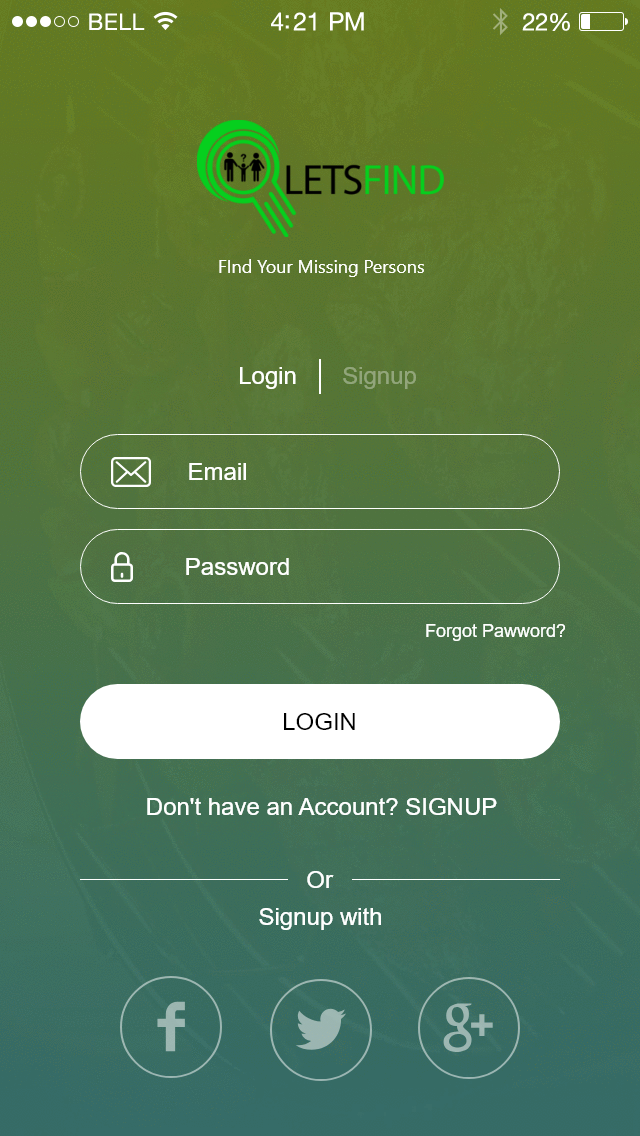 BELL 4:21 PM 22%
?
LETSFIND
FInd Your Missing Persons
Login Signup
Email
Password
Forgot Pawword?
LOGIN
Don't have an Account? SIGNUP
Or
Signup with
f g+